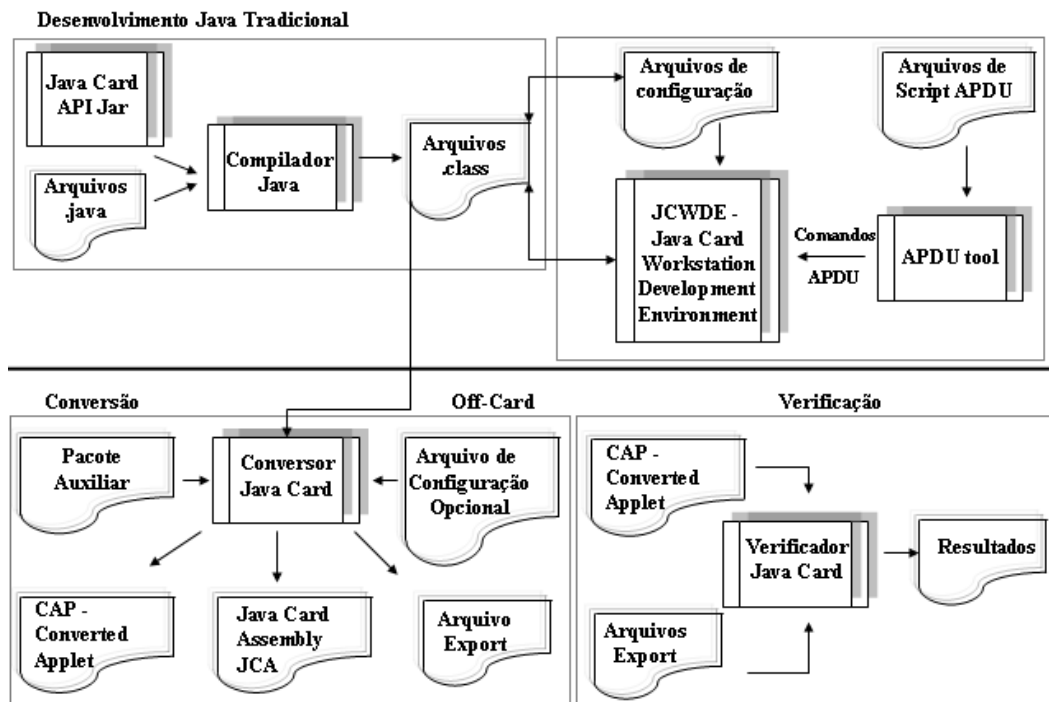 Desenvolvimento Java Tradicional
Java Card
API Jar
Arquivos
.java
Compilador
Java
Arquivos
.class
Arquivos de
configuração
Arquivos de
Script APDU
JCWDE -
Java Card
Workstation
Development
Environment
Comandos
APDU
APDU tool
Conversão
Off-Card
Verificação
Pacote
Auxiliar
Conversor
Java Card
Arquivo de
Configuração
Opcional
CAP -
Converted
Applet
Java Card
Assembly
JCA
Arquivo
Export
CAP -
Converted
Applet
Verificador
Java Card
Resultados
Arquivos
Export